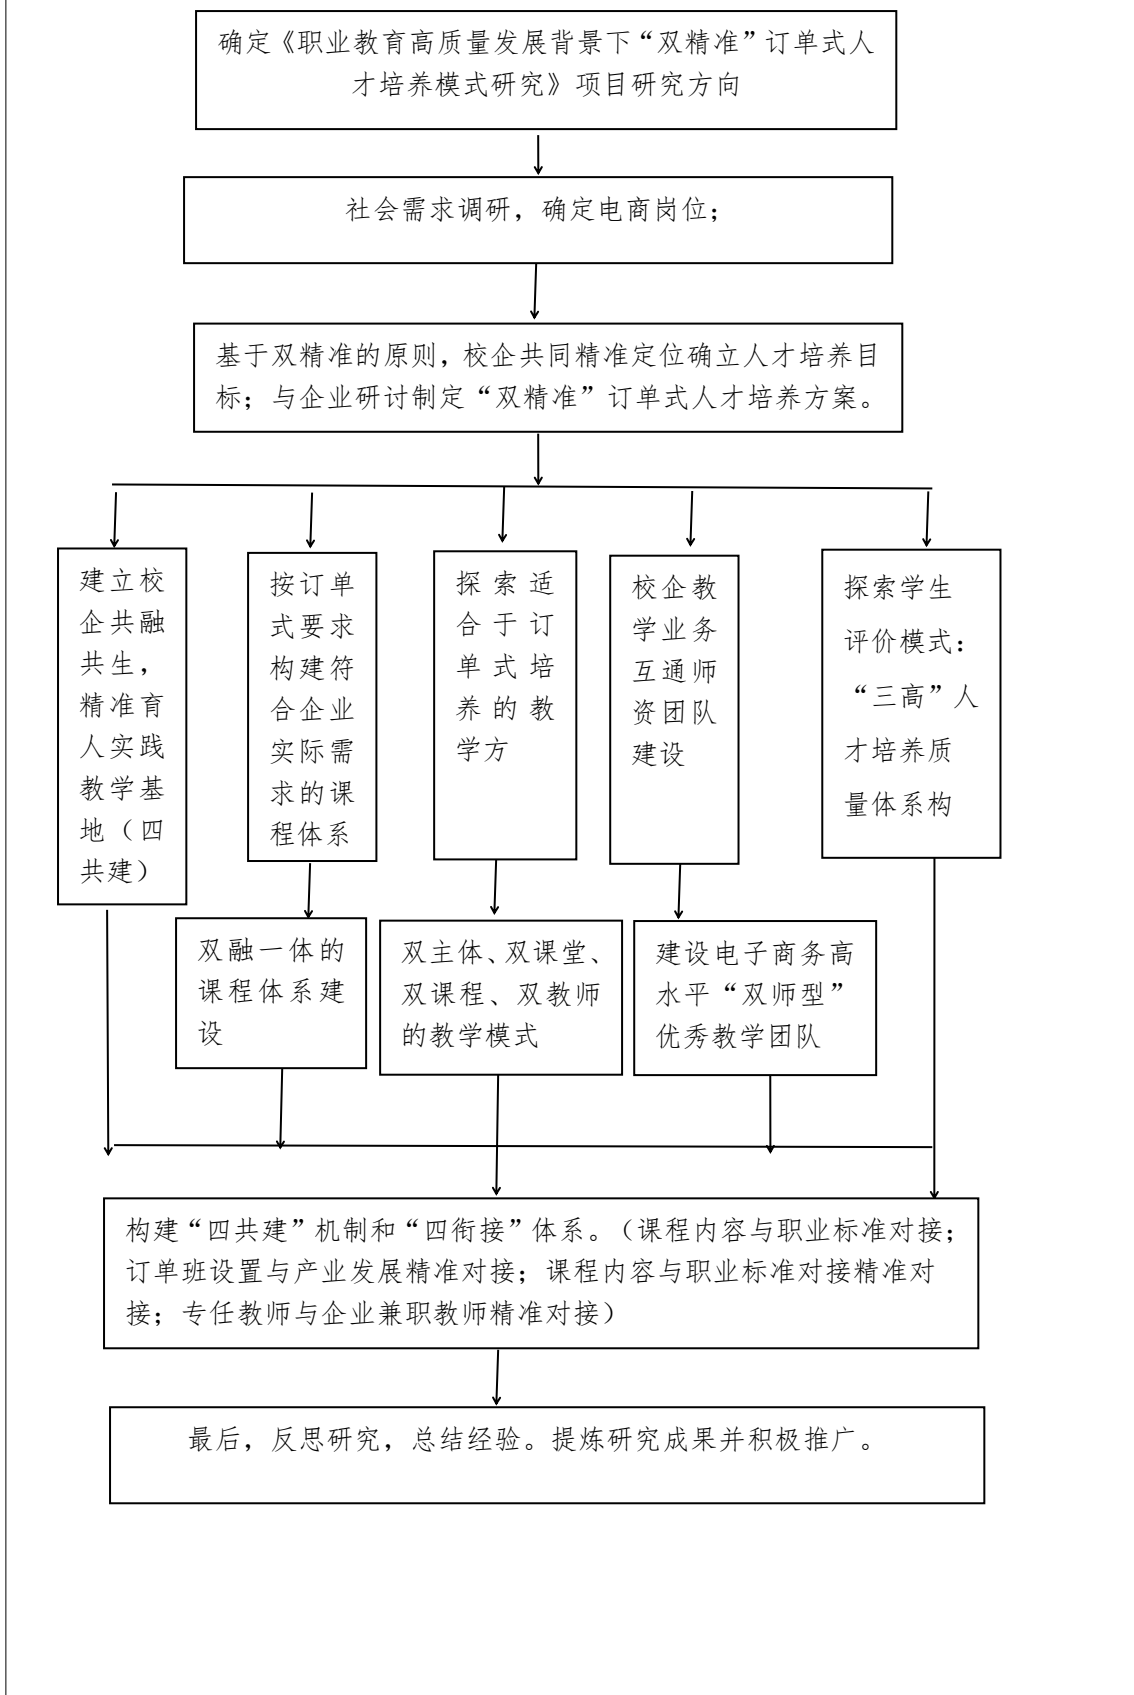 确定《职业教育高质量发展背景下“双精准”订单式人
才培养模式研究》项目研究方向
社会需求调研，确定电商岗位；
基于双精准的原则，校企共同精准定位确立人才培养目
标；与企业研讨制定“双精准”订单式人才培养方案。
建立校
企共融
共生，
精准育
人实践
教学基
地（四
共建）
按订单
式要求
构建符
合企业
实际需
求的课
程体系
探索适
合于订
单式培
养的教
学方
校企教
学业务
互通师
资团队
建设
探索学生
评价模式：
“三高”人
才培养质
量体系构
双融一体的
课程体系建
设
双主体、双课堂、
双课程、双教师
的教学模式
建设电子商务高
水平“双师型”
优秀教学团队
构建“四共建”机制和“四衔接”体系。（课程内容与职业标准对接；
订单班设置与产业发展精准对接；课程内容与职业标准对接精准对
接；专任教师与企业兼职教师精准对接）
最后，反思研究，总结经验。提炼研究成果并积极推广。